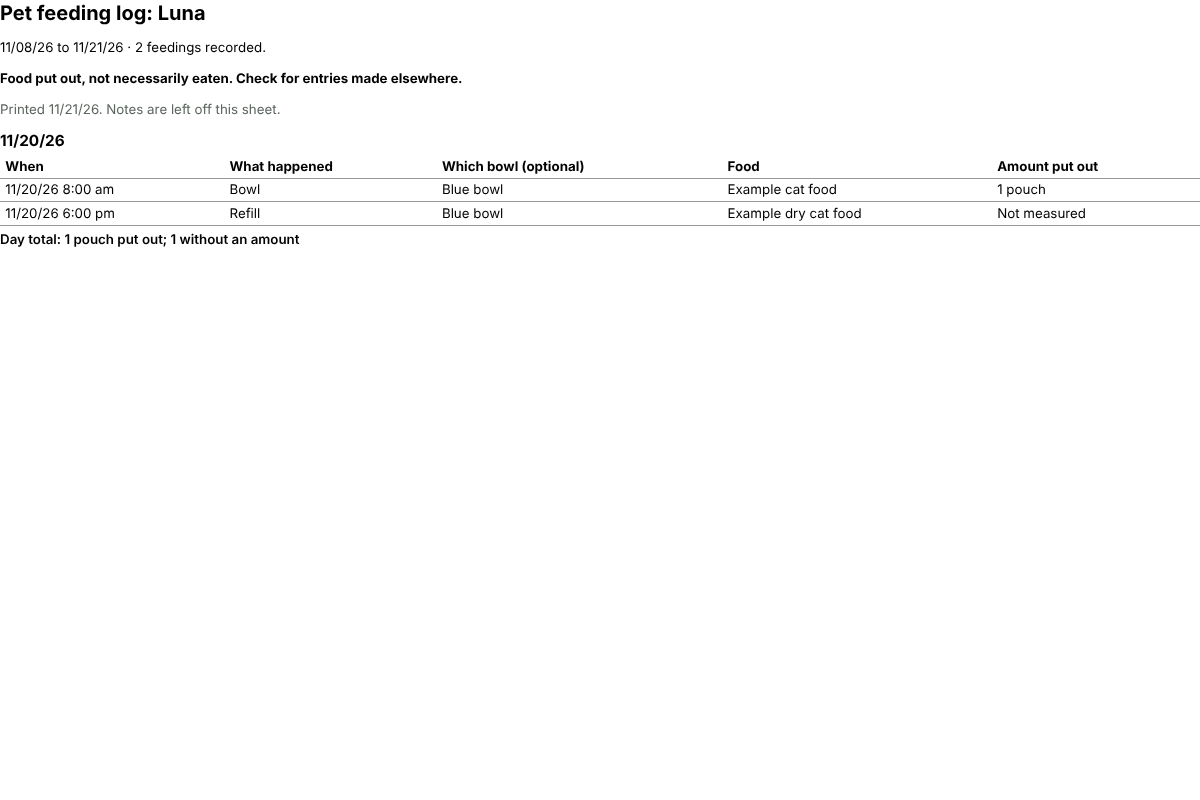 Pet feeding log: Luna
11/08/26 to 11/21/26 · 2 feedings recorded.
Food put out, not necessarily eaten. Check for entries made elsewhere.
Printed 11/21/26. Notes are left off this sheet.
11/20/26
When What happened Which bowl (optional) Food Amount put out
11/20/26 8:00 am Bowl Blue bowl Example cat food 1 pouch
11/20/26 6:00 pm Refill Blue bowl Example dry cat food Not measured
Day total: 1 pouch put out; 1 without an amount